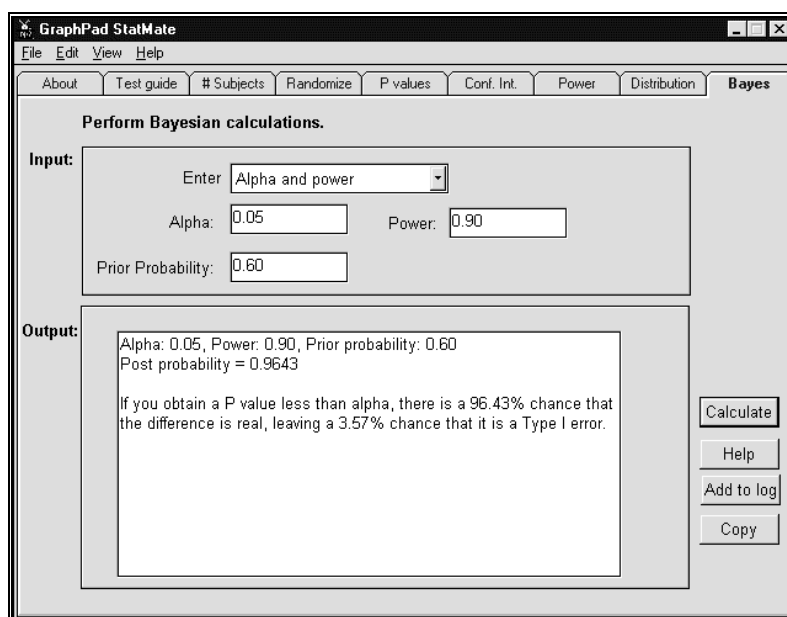 GraphPad StatMate
File Edit View Help
About Test guide # Subjects Randomize P values Conf. Int. Power Distribution Bayes
Perform Bayesian calculations.
Input:
Enter Alpha and power
Alpha: 0.05 Power: 0.90
Prior Probability: 0.60
Output:
Alpha: 0.05, Power: 0.90, Prior probability: 0.60
Post probability = 0.9643
If you obtain a P value less than alpha, there is a 96.43% chance that
the difference is real, leaving a 3.57% chance that it is a Type I error.
Calculate
Help
Add to log
Copy